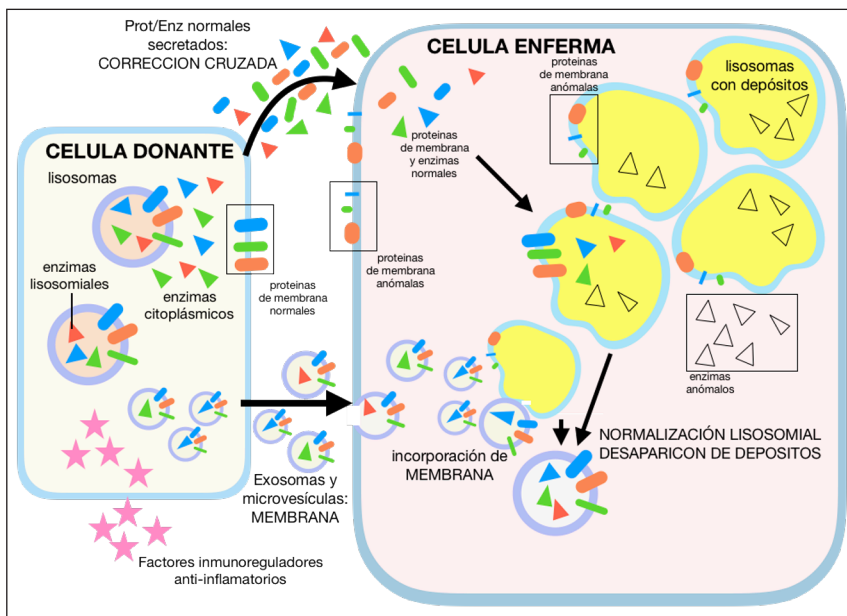 Prot/Enz normales
secretados:
CORRECCION CRUZADA
CELULA ENFERMA
proteinas
de membrana
anómalas
lisosomas
con depósitos
CELULA DONANTE
lisosomas
proteinas
de membrana
y enzimas
normales
enzimas
lisosomiales
enzimas
citoplásmicos
proteinas
de membrana
normales
proteinas
de membrana
anómalas
enzimas
anómalos
incorporación de
MEMBRANA
NORMALIZACIÓN LISOSOMIAL
DESAPARICON DE DEPOSITOS
Exosomas y
microvesículas:
MEMBRANA
Factores inmunoreguladores
anti-inflamatorios